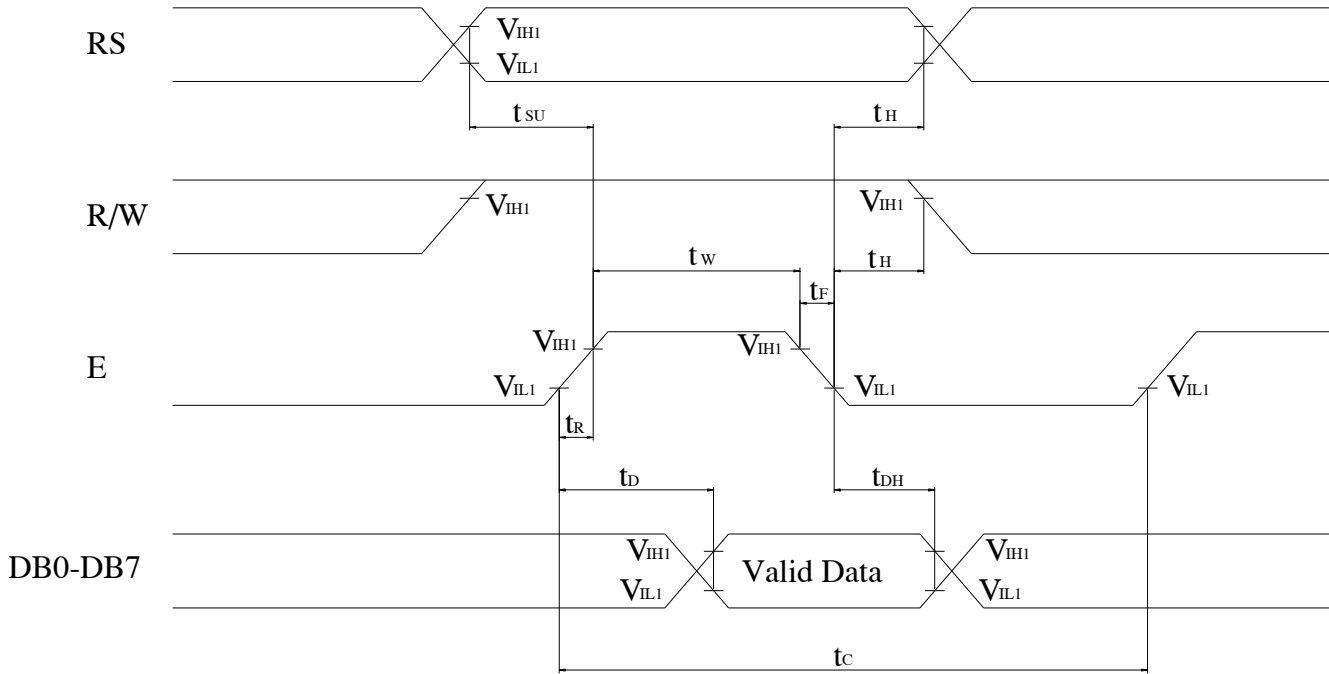 RS
VIH1
VIL1
tSU
tH
R/W
VIH1
VIH1
tW
tH
tF
E
VIH1
VIH1
VIL1
VIL1
VIL1
tR
tD
tDH
DB0-DB7
VIH1
Valid Data
VIH1
VIL1
VIL1
tC